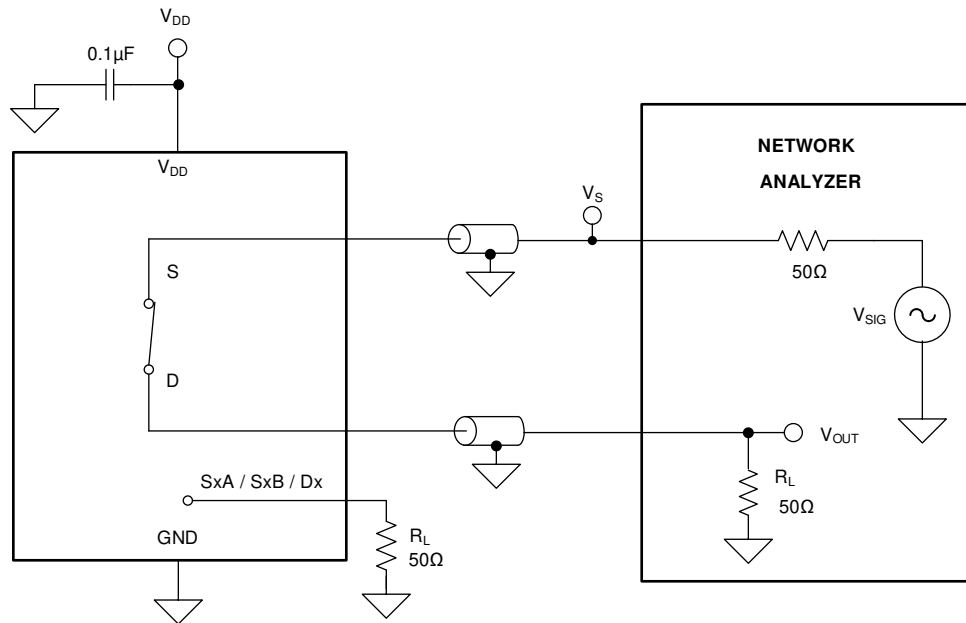 V_DD
0.1µF
V_DD
NETWORK
ANALYZER
V_S
50Ω
S
V_SIG
D
V_OUT
SxA / SxB / Dx
R_L
50Ω
GND
R_L
50Ω